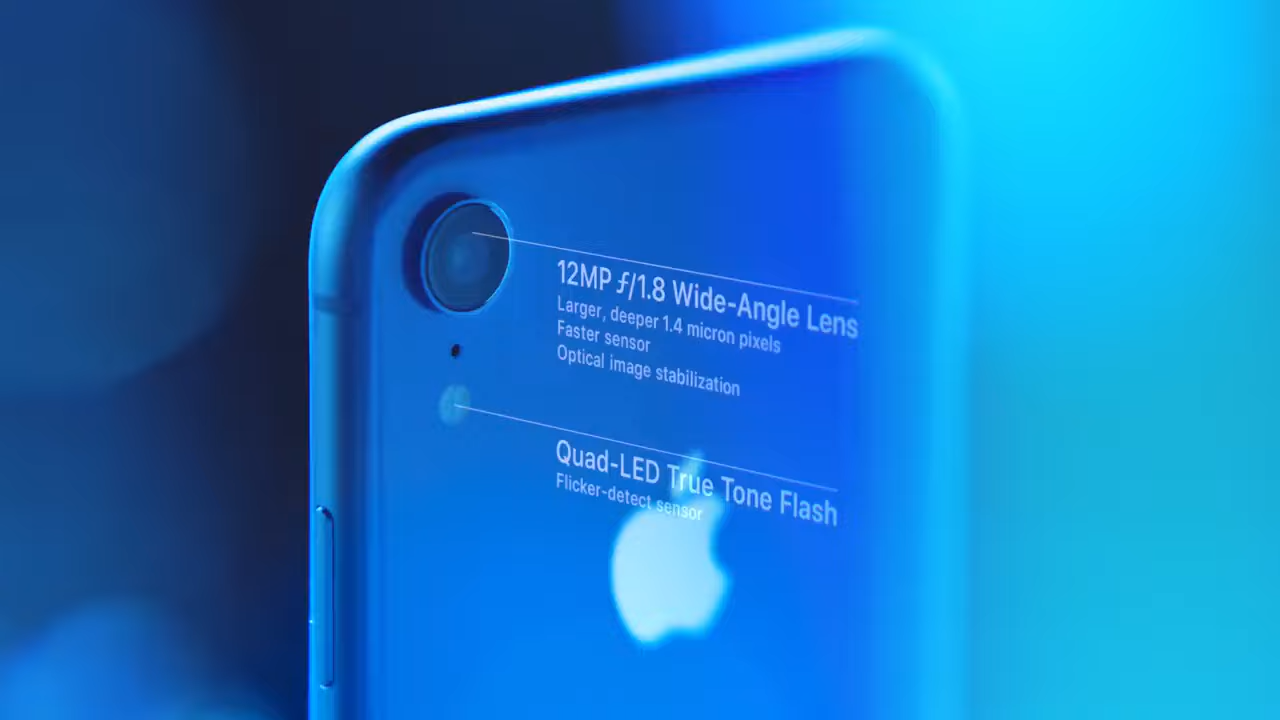 12MP ƒ/1.8 Wide-Angle Lens
Larger, deeper 1.4 micron pixels
Faster sensor
Optical image stabilization
Quad-LED True Tone Flash
Flicker-detect sensor